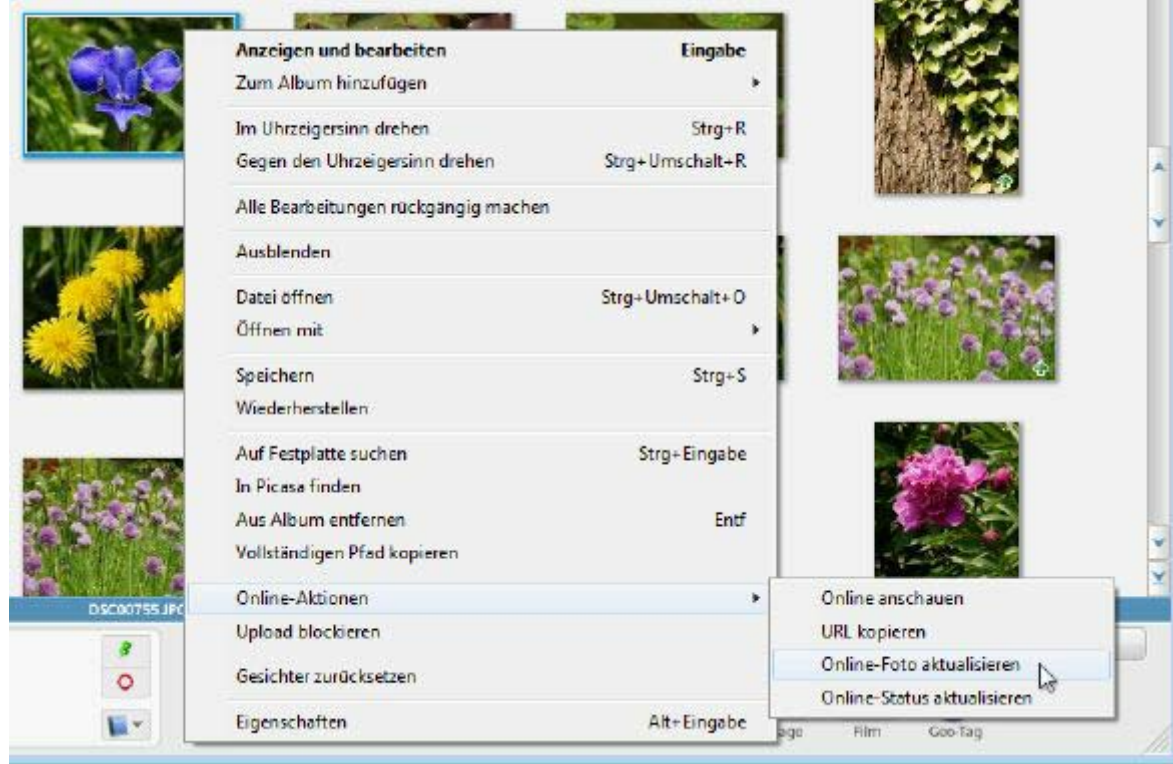 Anzeigen und bearbeiten Eingabe
Zum Album hinzufügen
Im Uhrzeigersinn drehen Strg+R
Gegen den Uhrzeigersinn drehen Strg+Umschalt+R
Alle Bearbeitungen rückgängig machen
Ausblenden
Datei öffnen Strg+Umschalt+O
Öffnen mit
Speichern Strg+S
Wiederherstellen
Auf Festplatte suchen Strg+Eingabe
In Picasa finden
Aus Album entfernen Entf
Vollständigen Pfad kopieren
Online-Aktionen
Upload blockieren
Gesichter zurücksetzen
Eigenschaften Alt+Eingabe
Online anschauen
URL kopieren
Online-Foto aktualisieren
Online-Status aktualisieren
DSC00755.JPG
Film Geo-Tag